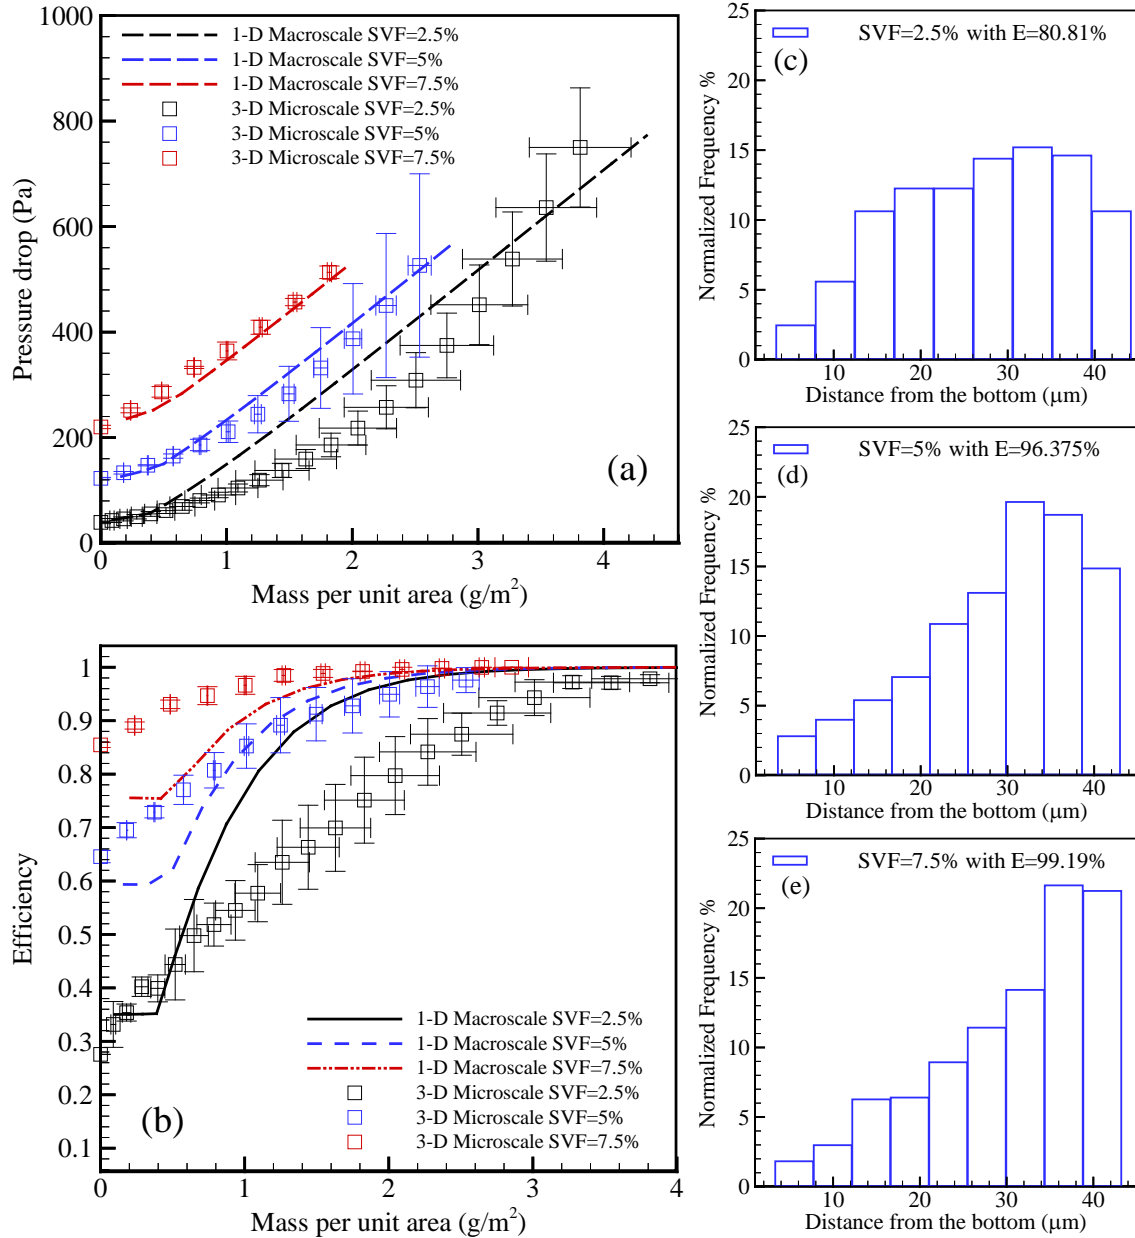 1000
800
600
400
200
0
Pressure drop (Pa)
1-D Macroscale SVF=2.5%
1-D Macroscale SVF=5%
1-D Macroscale SVF=7.5%
3-D Microscale SVF=2.5%
3-D Microscale SVF=5%
3-D Microscale SVF=7.5%
(a)
0 1 2 3 4
Mass per unit area (g/m²)
1
0.9
0.8
0.7
0.6
0.5
0.4
0.3
0.2
0.1
Efficiency
1-D Macroscale SVF=2.5%
1-D Macroscale SVF=5%
1-D Macroscale SVF=7.5%
3-D Microscale SVF=2.5%
3-D Microscale SVF=5%
3-D Microscale SVF=7.5%
(b)
0 1 2 3 4
Mass per unit area (g/m²)
25
20
15
10
5
0
Normalized Frequency %
SVF=2.5% with E=80.81%
(c)
10 20 30 40
Distance from the bottom (μm)
25
20
15
10
5
0
Normalized Frequency %
SVF=5% with E=96.375%
(d)
10 20 30 40
Distance from the bottom (μm)
25
20
15
10
5
0
Normalized Frequency %
SVF=7.5% with E=99.19%
(e)
10 20 30 40
Distance from the bottom (μm)